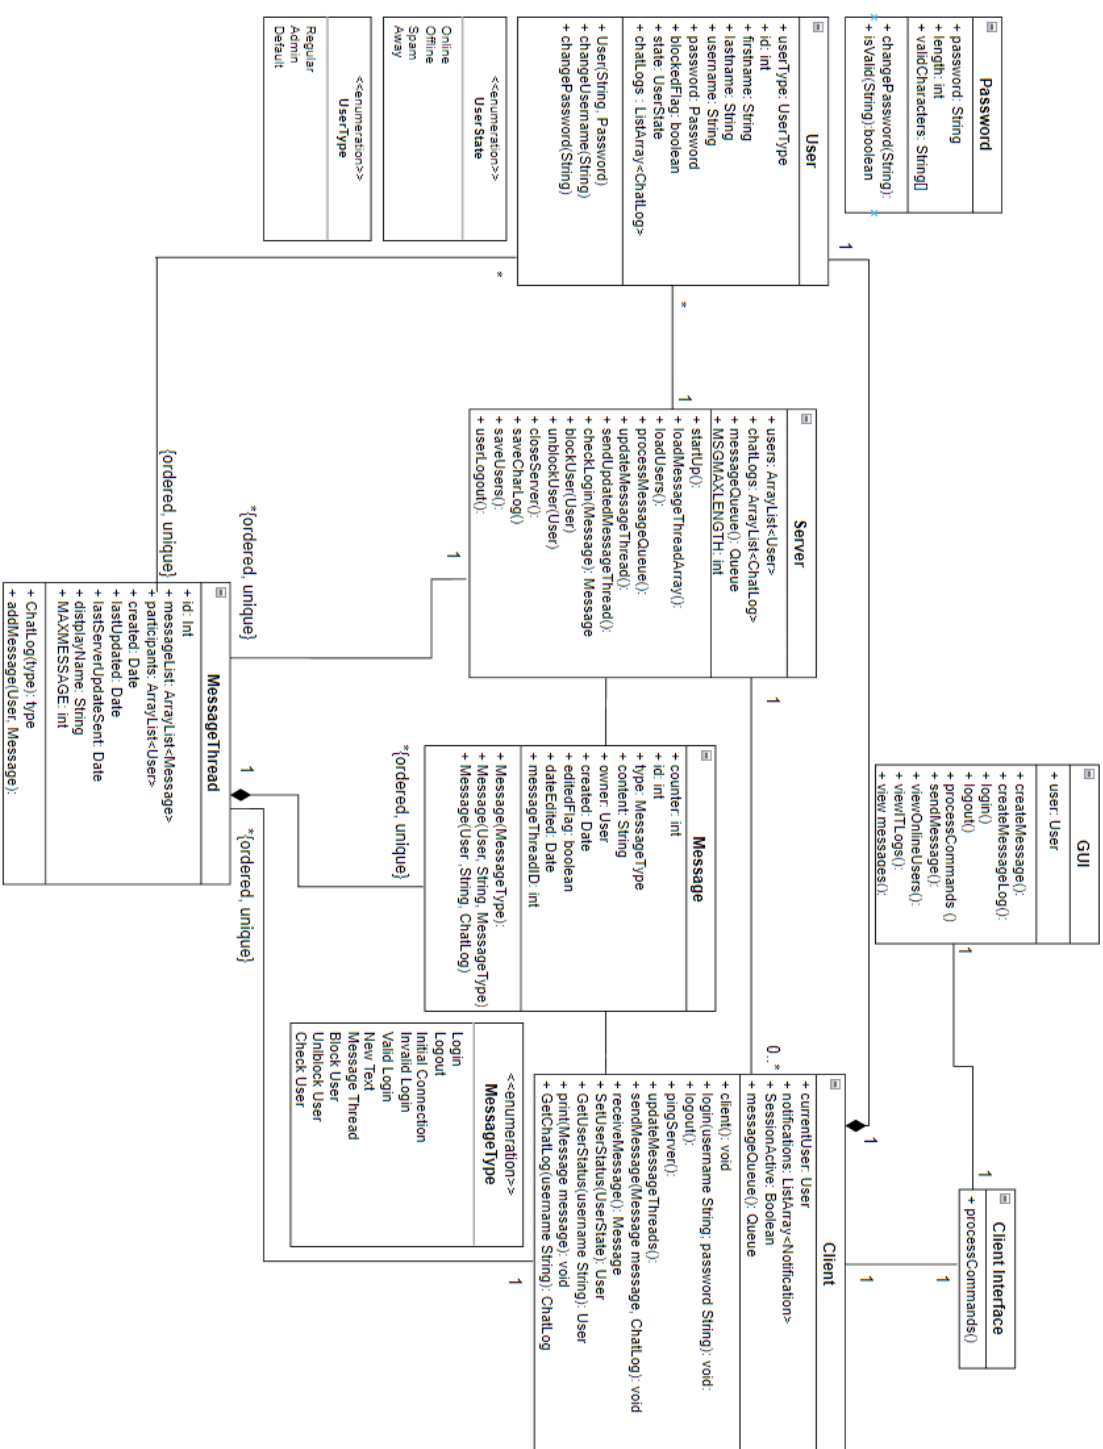 Password
+ password: String
+ length: int
+ validCharacters: String[]
+ changePassword(String):
+ isValid(String):boolean
User
+ userType: UserType
+ id: int
+ firstname: String
+ lastname: String
+ username: String
+ password: Password
+ blockedFlag: boolean
+ state: UserState
+ chatLogs : ListArray<ChatLog>
+ User(String, Password)
+ changeUsername(String)
+ changePassword(String)
<<enumeration>>
UserState
Online
Offline
Spam
Away
<<enumeration>>
UserType
Regular
Admin
Default
1
*
*
1
Server
+ users: ArrayList<User>
+ chatLogs: ArrayList<ChatLog>
+ messageQueue(): Queue
+ MSGMAXLENGTH: int
+ startUp():
+ loadMessageThreadArray():
+ loadUsers():
+ processMessageQueue():
+ updateMessageThread():
+ sendUpdatedMessageThread():
+ checkLogin(Message): Message
+ blockUser(User)
+ unblockUser(User)
+ closeServer():
+ saveCharLog()
+ saveUsers():
+ userLogout():
1
1
*{ordered, unique}
{ordered, unique}
MessageThread
+ id: Int
+ messageList: ArrayList<Message>
+ participants: ArrayList<User>
+ created: Date
+ lastUpdated: Date
+ lastServerUpdateSent: Date
+ distplayName: String
+ MAXMESSAGE: int
+ ChatLog(type): type
+ addMessage(User, Message):
1
*{ordered, unique}
*{ordered, unique}
Message
+ counter: int
+ id: int
+ type: MessageType
+ content: String
+ owner: User
+ created: Date
+ editedFlag: boolean
+ dateEdited: Date
+ messageThreadID: int
+ Message(MessageType):
+ Message(User, String, MessageType)
+ Message(User ,String, ChatLog)
GUI
+ user: User
+ createMessage():
+ createMessageLog():
+ login()
+ logout()
+ processCommands ()
+ sendMessage():
+ viewOnlineUsers():
+ viewITLogs():
+ view messages():
1
1
Client Interface
+ processCommands()
1
1
1
0.. *
Client
+ currentUser: User
+ notifications: ListArray<Notification>
+ SessionActive: Boolean
+ messageQueue(): Queue
+ client(): void
+ login(username String; password String): void:
+ logout():
+ pingServer():
+ updateMessageThreads():
+ sendMessage(Message message, ChatLog): void
+ receiveMessage(): Message
+ SetUserStatus(UserState): User
+ GetUserStatus(username String): User
+ print(Message message): void
+ GetChatLog(username String): ChatLog
1
<<enumeration>>
MessageType
Login
Logout
Initial Connection
Invalid Login
Valid Login
New Text
Message Thread
Block User
Unlblock User
Check User